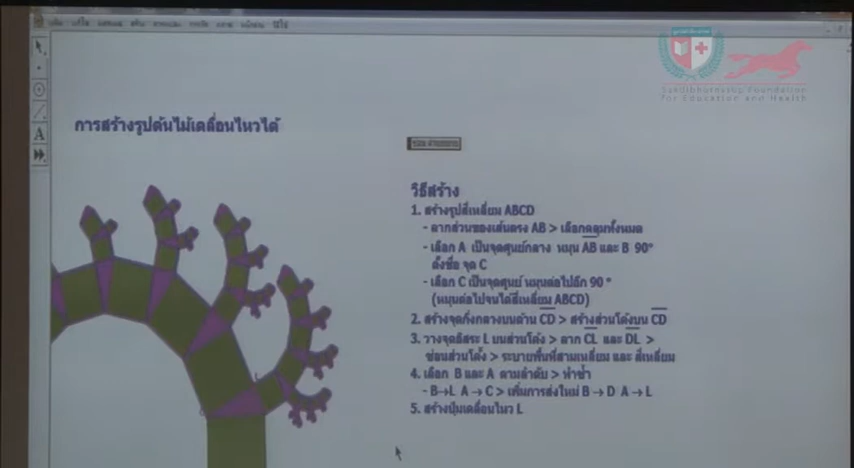 Sakdibhornssup Foundation
for Education and Health
การสร้างรูปต้นไม้เคลื่อนไหวได้
วิธีสร้าง
1. สร้างรูปสี่เหลี่ยม ABCD
- ลากส่วนของเส้นตรง AB > เลือกคลุมทั้งหมด
- เลือก A เป็นจุดศูนย์กลาง หมุน AB และ B 90°
ตั้งชื่อ จุด C
- เลือก C เป็นจุดศูนย์ หมุนต่อไปอีก 90 °
(หมุนต่อไปจนได้สี่เหลี่ยม ABCD)
2. สร้างจุดกึ่งกลางบนด้าน CD > สร้างส่วนโค้งบน CD
3. วางจุดอิสระ L บนส่วนโค้ง > ลาก CL และ DL >
ซ่อนส่วนโค้ง > ระบายพื้นที่สามเหลี่ยม และ สี่เหลี่ยม
4. เลือก B และ A ตามลำดับ > ทำซ้ำ
- B→L A→C > เพิ่มการส่งใหม่ B→D A→L
5. สร้างปุ่มเคลื่อนไหว L
A
L